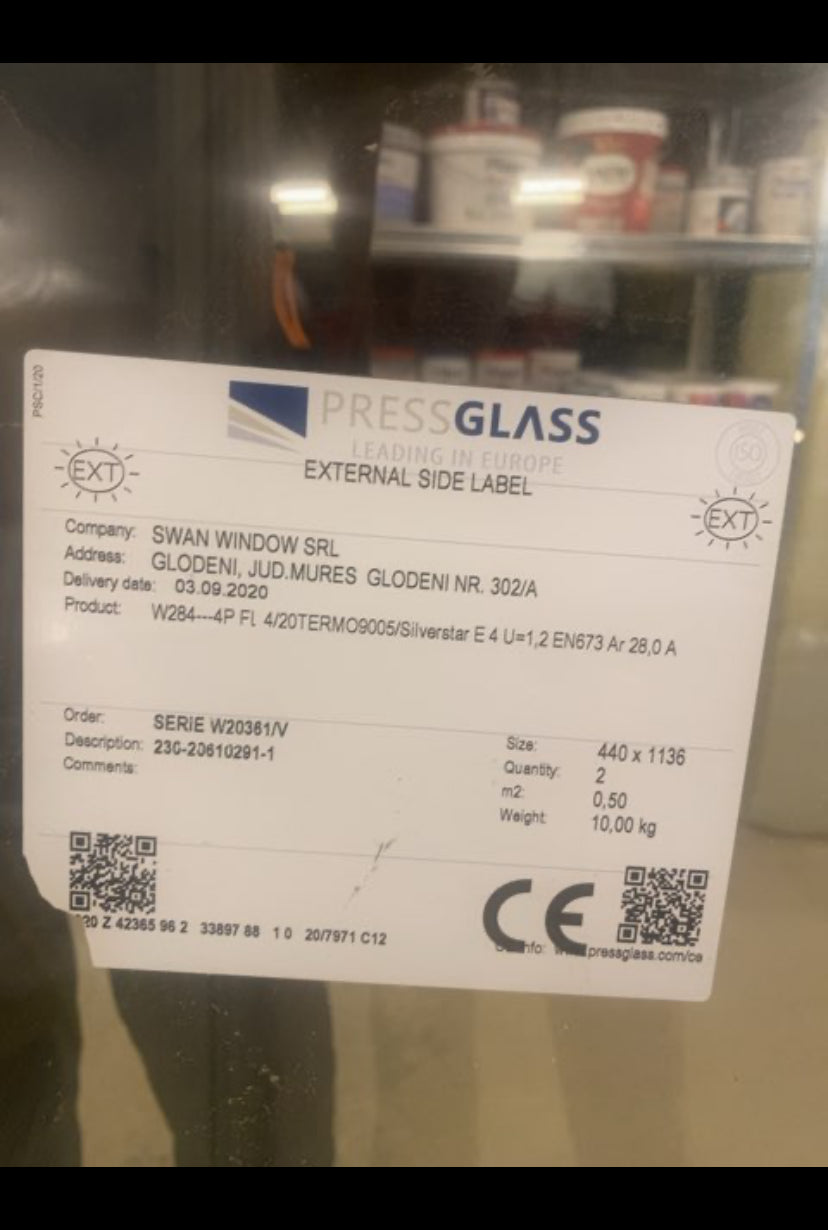 PSC/1/20
PRESSGLASS
LEADING IN EUROPE
ISO
EXT
EXTERNAL SIDE LABEL
EXT
Company: SWAN WINDOW SRL
Address: GLODENI, JUD.MURES GLODENI NR. 302/A
Delivery date: 03.09.2020
Product: W284---4P FL 4/20TERMO9005/Silverstar E 4 U=1,2 EN673 Ar 28,0 A
Order: SERIE W20361/V
Description: 230-20610291-1
Comments:
Size: 440 x 1136
Quantity: 2
m2: 0,50
Weight: 10,00 kg
CE
Z 42365 96 2 33897 88 1 0 20/7971 C12
pressglass.com/ce